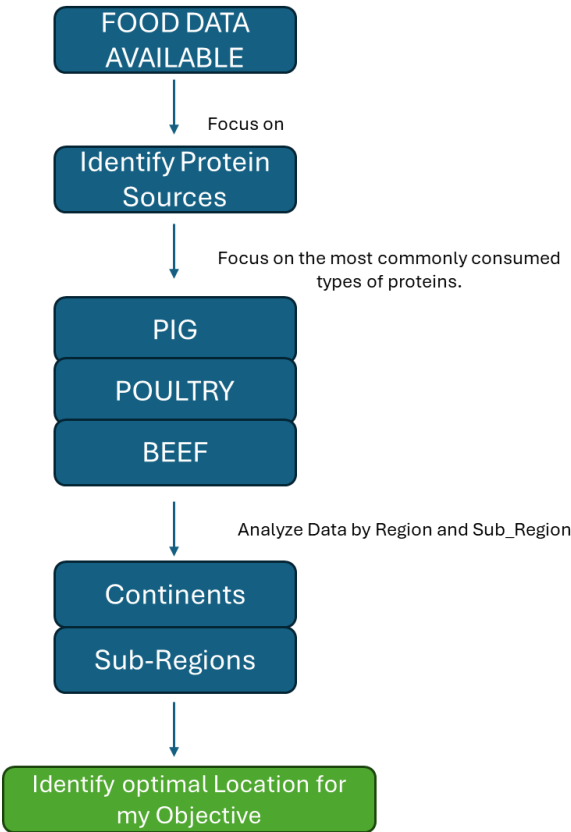 FOOD DATA
AVAILABLE
Focus on
Identify Protein
Sources
Focus on the most commonly consumed
types of proteins.
PIG
POULTRY
BEEF
Analyze Data by Region and Sub_Region
Continents
Sub-Regions
Identify optimal Location for
my Objective